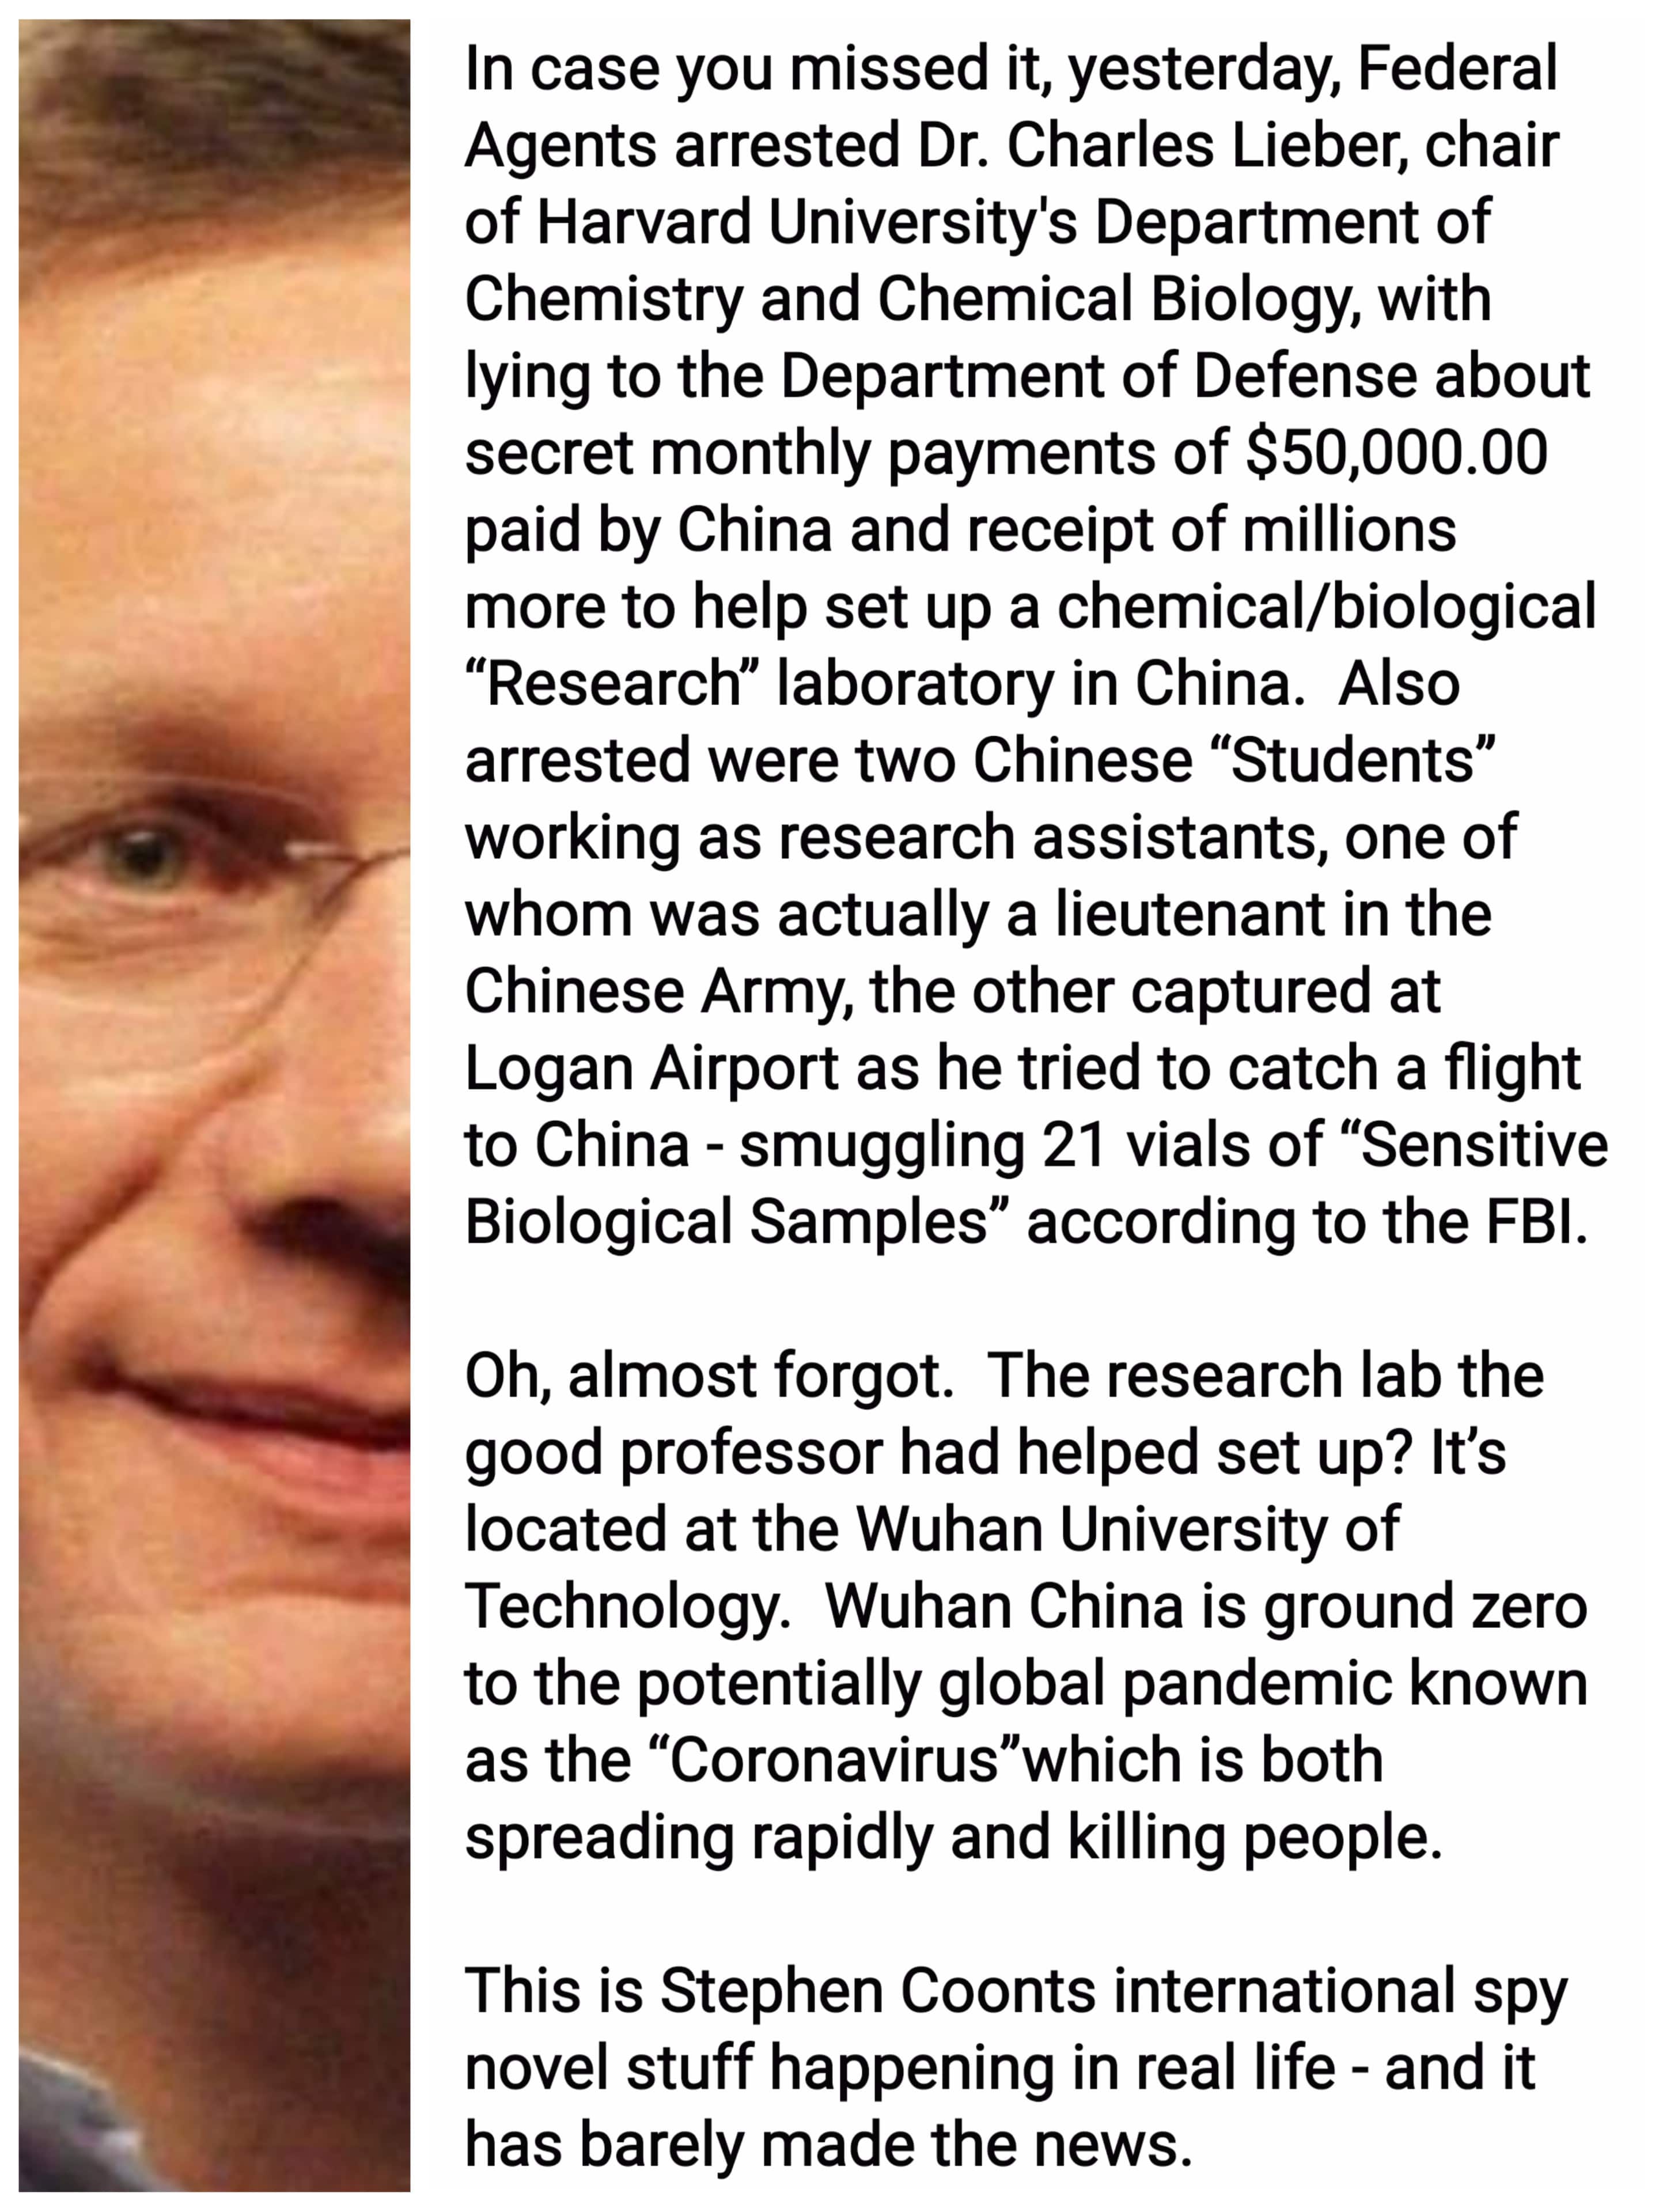 In case you missed it, yesterday, Federal
Agents arrested Dr. Charles Lieber, chair
of Harvard University's Department of
Chemistry and Chemical Biology, with
lying to the Department of Defense about
secret monthly payments of $50,000.00
paid by China and receipt of millions
more to help set up a chemical/biological
“Research” laboratory in China.  Also
arrested were two Chinese “Students”
working as research assistants, one of
whom was actually a lieutenant in the
Chinese Army, the other captured at
Logan Airport as he tried to catch a flight
to China - smuggling 21 vials of “Sensitive
Biological Samples” according to the FBI.
Oh, almost forgot.  The research lab the
good professor had helped set up? It’s
located at the Wuhan University of
Technology.  Wuhan China is ground zero
to the potentially global pandemic known
as the “Coronavirus”which is both
spreading rapidly and killing people.
This is Stephen Coonts international spy
novel stuff happening in real life - and it
has barely made the news.